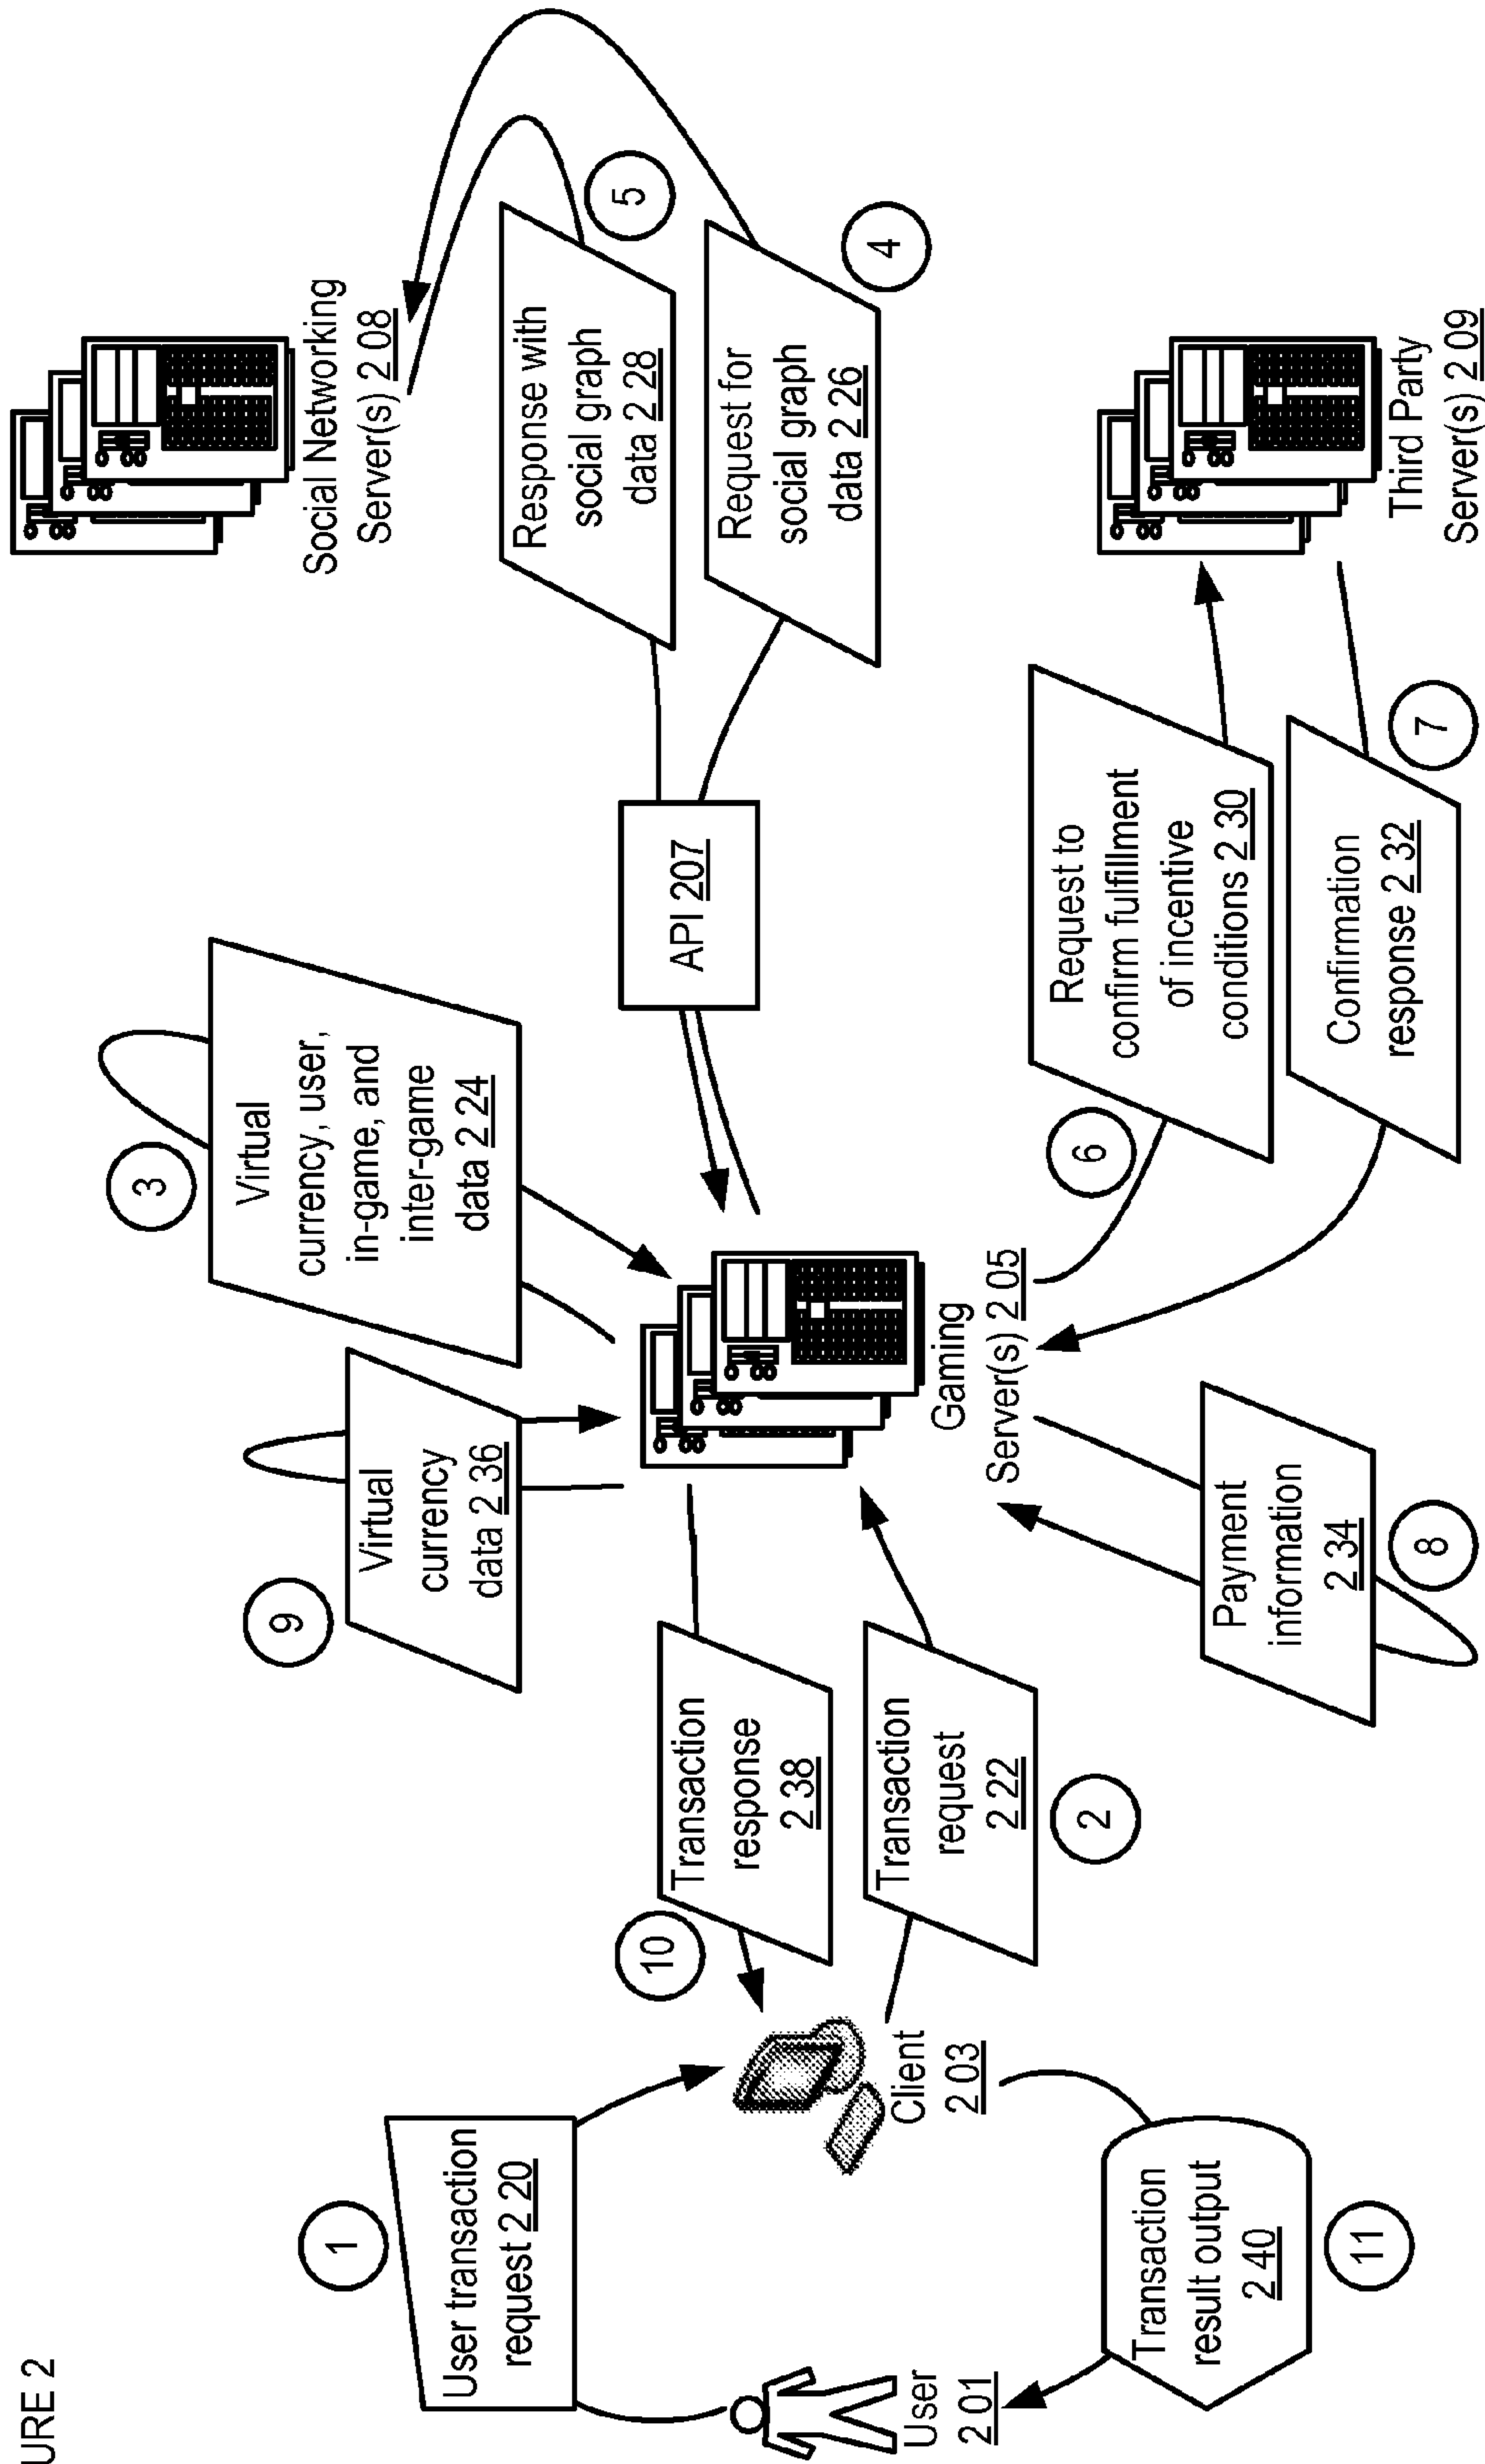 URE 2
1
User transaction
request 2 20
User
2 01
Client
2 03
Transaction
result output
2 40
11
10
Transaction
response
2 38
Transaction
request
2 22
2
9
Virtual
currency
data 2 36
3
Virtual
currency, user,
in-game, and
inter-game
data 2 24
Gaming
Server(s) 2 05
Payment
information
2 34
8
API 207
Social Networking
Server(s) 2 08
Response with
social graph
data 2 28
5
Request for
social graph
data 2 26
4
6
Request to
confirm fulfillment
of incentive
conditions 2 30
Confirmation
response 2 32
7
Third Party
Server(s) 2 09